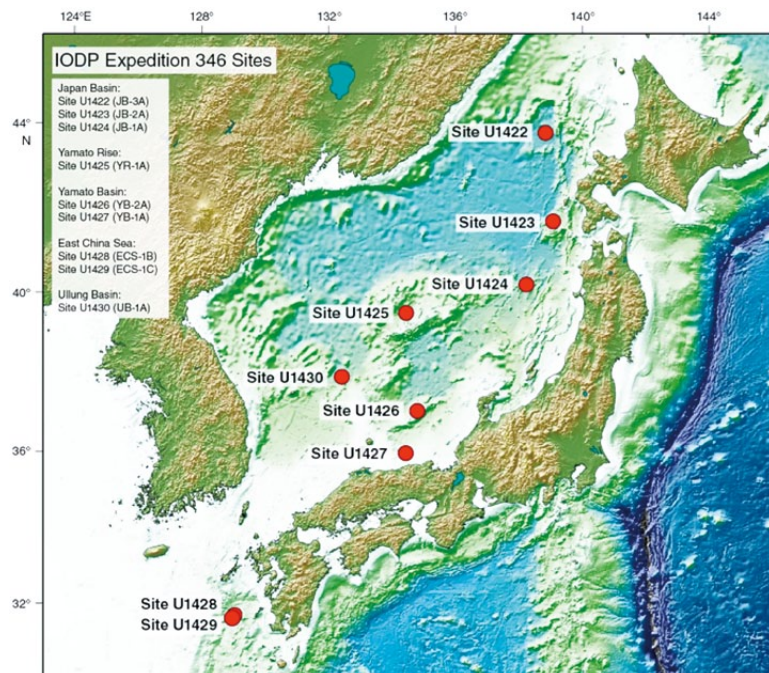 124°E 128° 132° 136° 140° 144°
IODP Expedition 346 Sites
Japan Basin:
Site U1422 (JB-3A)
Site U1423 (JB-2A)
Site U1424 (JB-1A)
Yamato Rise:
Site U1425 (YR-1A)
Yamato Basin:
Site U1426 (YB-2A)
Site U1427 (YB-1A)
East China Sea:
Site U1428 (ECS-1B)
Site U1429 (ECS-1C)
Ullung Basin:
Site U1430 (UB-1A)
44°
N
40°
36°
32°
Site U1422
Site U1423
Site U1424
Site U1425
Site U1430
Site U1426
Site U1427
Site U1428
Site U1429